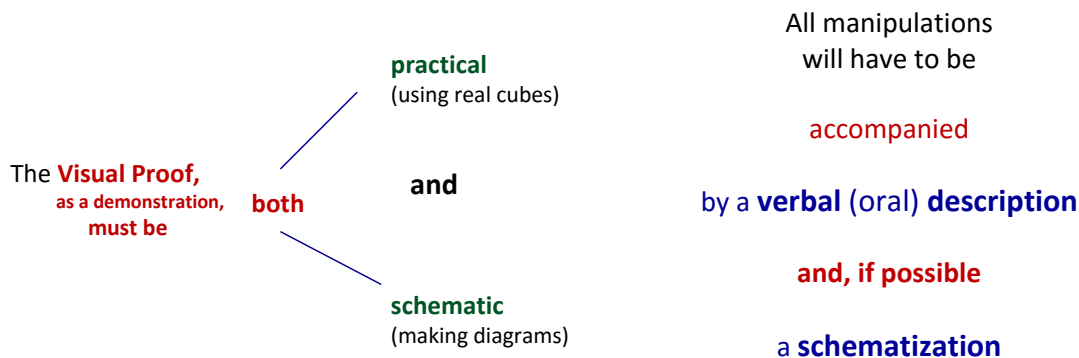 The Visual Proof,
as a demonstration,
must be
both
practical
(using real cubes)
and
schematic
(making diagrams)
All manipulations
will have to be
accompanied
by a verbal (oral) description
and, if possible
a schematization